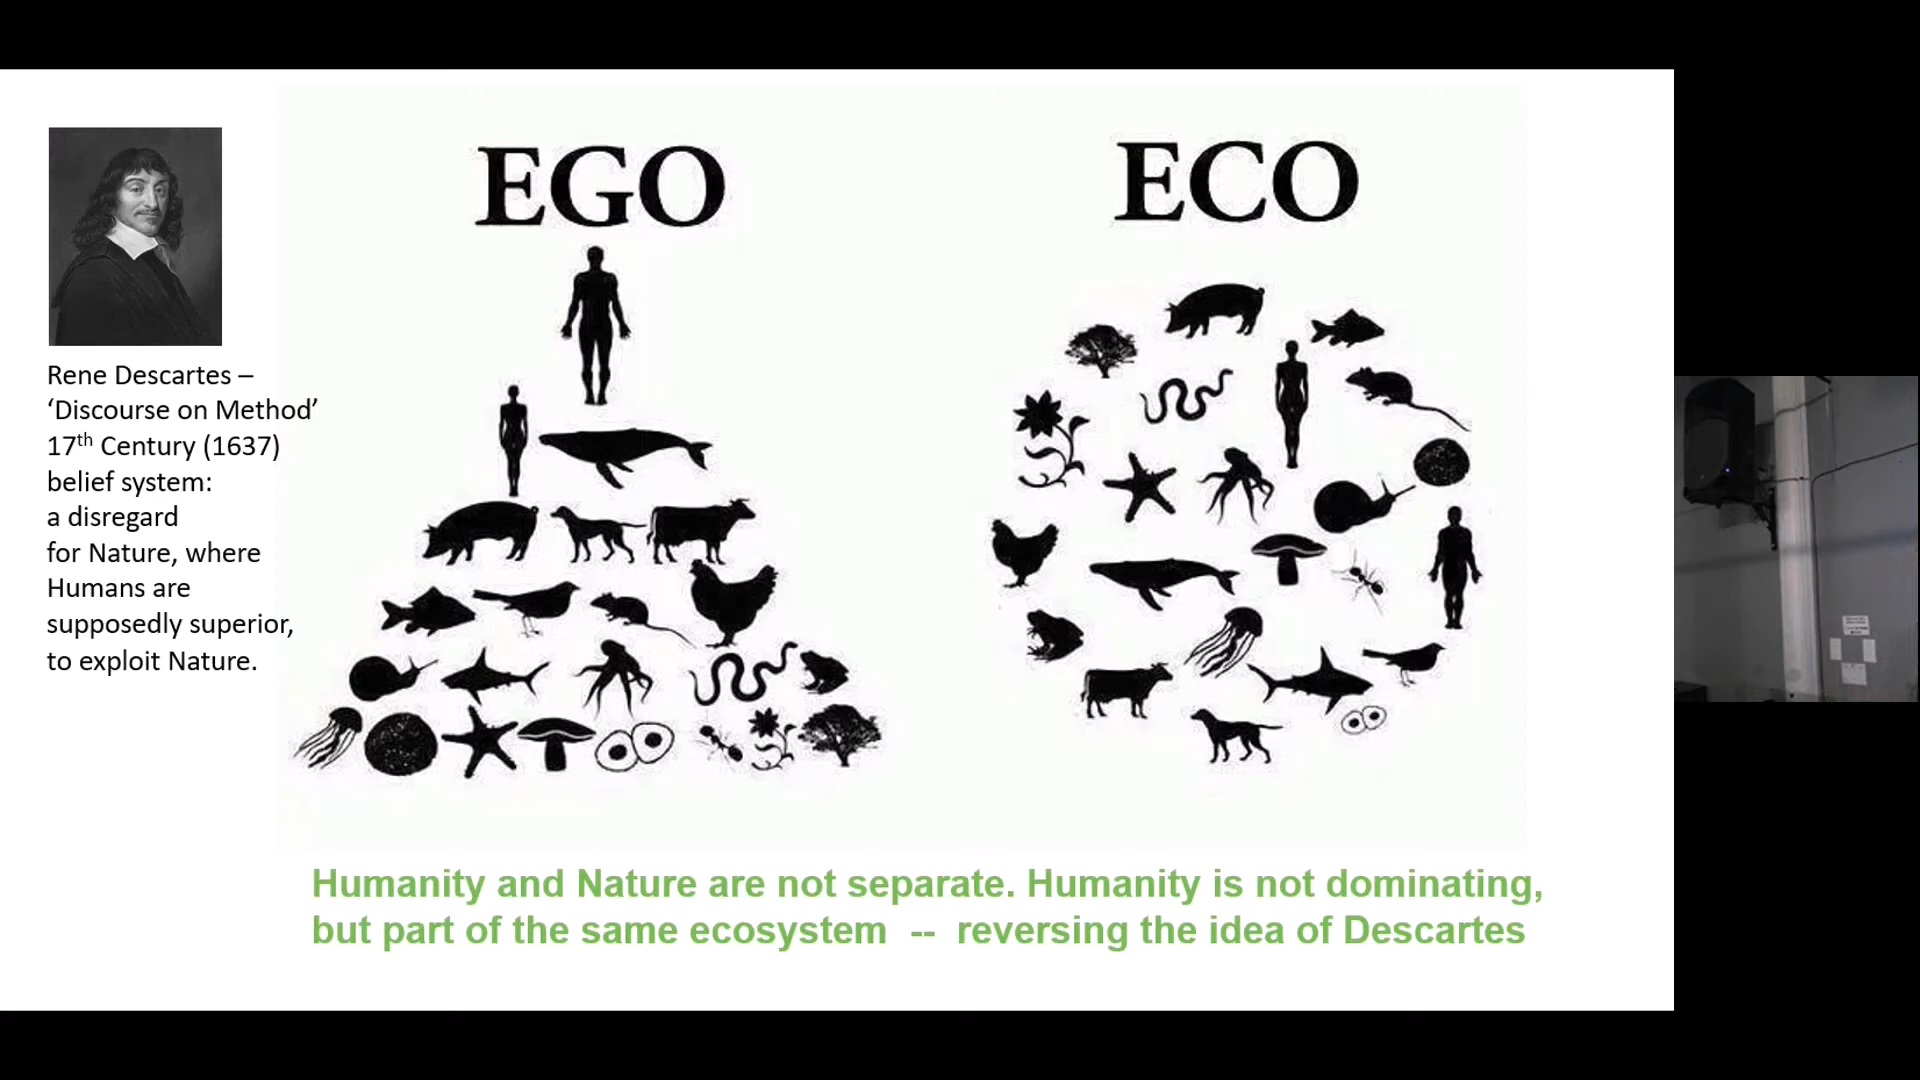 EGO
ECO
Rene Descartes –
‘Discourse on Method’
17th Century (1637)
belief system:
a disregard
for Nature, where
Humans are
supposedly superior,
to exploit Nature.
Humanity and Nature are not separate. Humanity is not dominating,
but part of the same ecosystem -- reversing the idea of Descartes